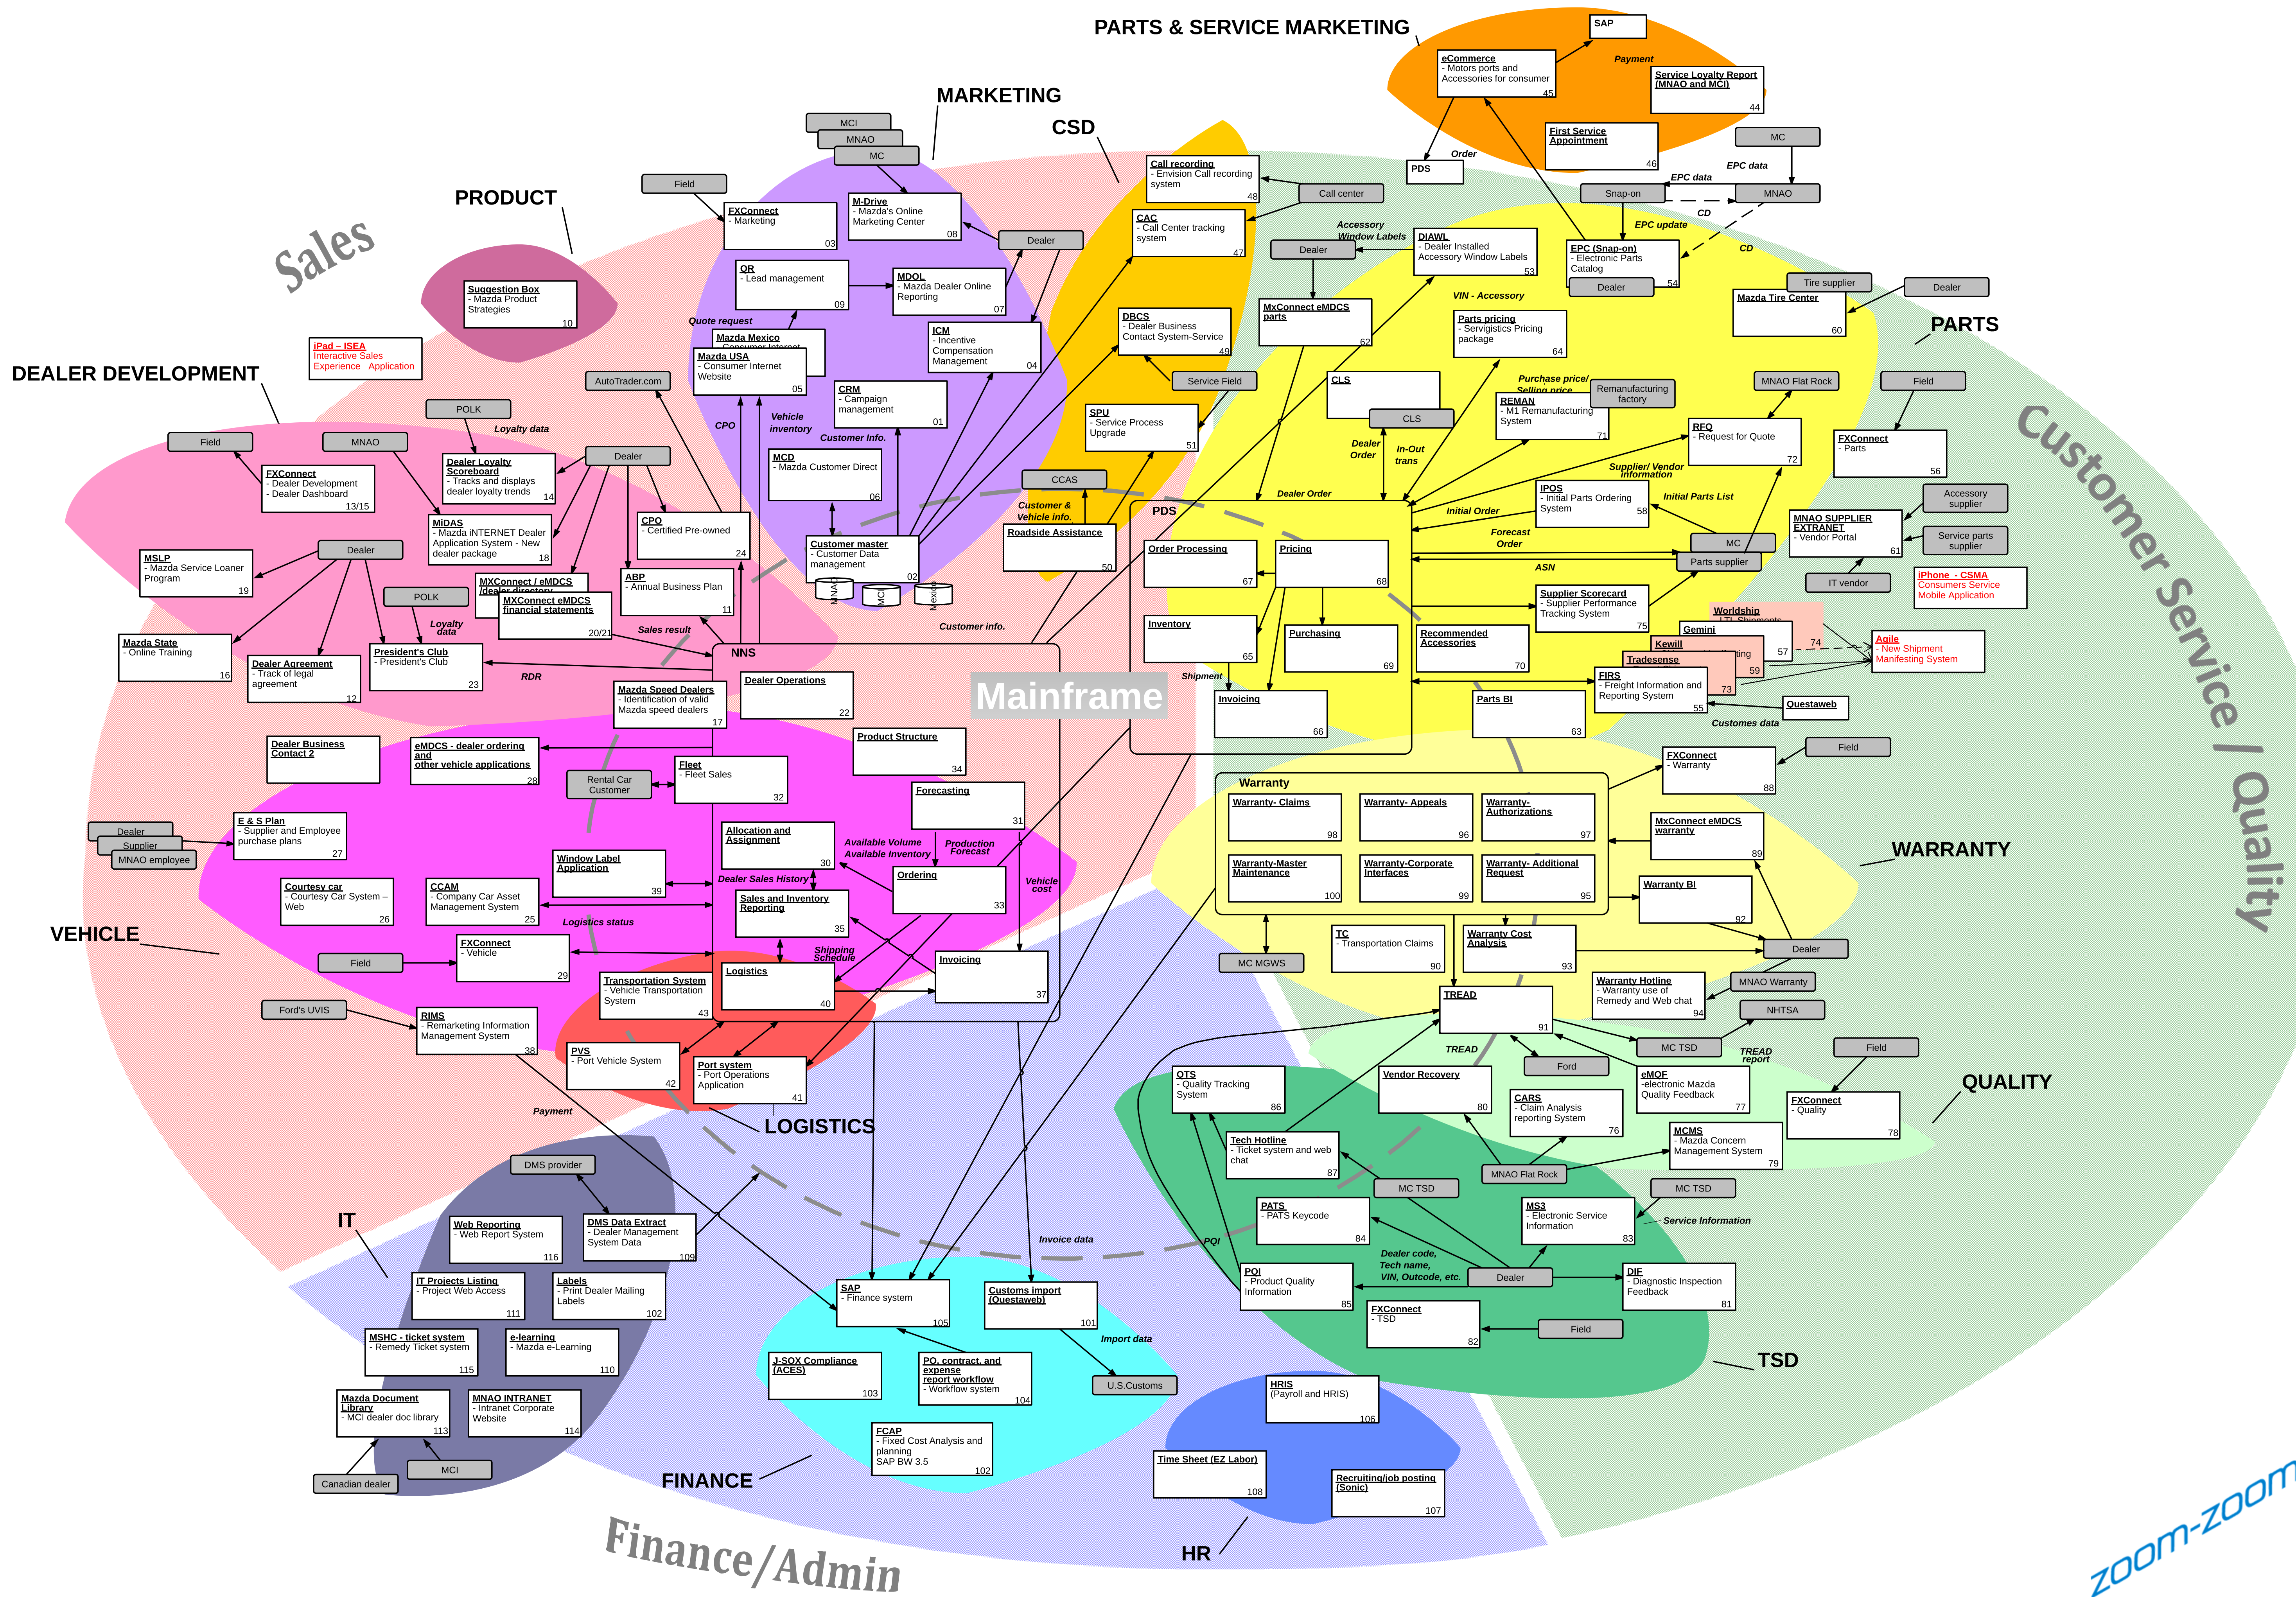 PARTS & SERVICE MARKETING
SAP
eCommerce
- Motors ports and
Accessories for consumer
45
Payment
Service Loyalty Report
(MNAO and MCI)
44
First Service
Appointment
46
PDS
Order
MC
EPC data
EPC data
Snap-on
MNAO
CD
EPC update
CD
MARKETING
CSD
MCI
MNAO
MC
Field
FXConnect
- Marketing
03
M-Drive
- Mazda's Online
Marketing Center
08
Dealer
QR
- Lead management
09
MDOL
- Mazda Dealer Online
Reporting
07
Quote request
Mazda Mexico
Mazda USA
- Consumer Internet
Website
05
ICM
- Incentive
Compensation
Management
04
CRM
- Campaign
management
01
CPO
Vehicle
inventory
Customer Info.
MCD
- Mazda Customer Direct
06
Customer master
- Customer Data
management
02
MNAO
MCI
Mexico
Call recording
- Envision Call recording
system
48
Call center
CAC
- Call Center tracking
system
47
DBCS
- Dealer Business
Contact System-Service
49
Service Field
SPU
- Service Process
Upgrade
51
CCAS
Customer &
Vehicle info.
Roadside Assistance
50
Customer info.
PRODUCT
Suggestion Box
- Mazda Product
Strategies
10
Sales
iPad – ISEA
Interactive Sales
Experience Application
DEALER DEVELOPMENT
AutoTrader.com
POLK
Loyalty data
Field
MNAO
Dealer
FXConnect
- Dealer Development
- Dealer Dashboard
13/15
Dealer Loyalty
Scoreboard
- Tracks and displays
dealer loyalty trends
14
MiDAS
- Mazda iNTERNET Dealer
Application System - New
dealer package
18
CPO
- Certified Pre-owned
24
Dealer
MSLP
- Mazda Service Loaner
Program
19
MXConnect / eMDCS
/dealer directory
MXConnect eMDCS
financial statements
20/21
ABP
- Annual Business Plan
11
POLK
Loyalty
data
Sales result
Mazda State
- Online Training
16
Dealer Agreement
- Track of legal
agreement
12
President's Club
- President's Club
23
RDR
NNS
Mazda Speed Dealers
- Identification of valid
Mazda speed dealers
17
Dealer Operations
22
Mainframe
Accessory
Window Labels
Dealer
DIAWL
- Dealer Installed
Accessory Window Labels
53
EPC (Snap-on)
- Electronic Parts
Catalog
54
Dealer
Tire supplier
Dealer
Mazda Tire Center
60
PARTS
MxConnect eMDCS
parts
62
VIN - Accessory
Parts pricing
- Servigistics Pricing
package
64
CLS
CLS
Purchase price/
Selling price
Remanufacturing
factory
REMAN
- M1 Remanufacturing
System
71
MNAO Flat Rock
Field
RFQ
- Request for Quote
72
FXConnect
- Parts
56
Dealer
Order
In-Out
trans
Supplier/ Vendor
information
IPOS
- Initial Parts Ordering
System
58
Initial Parts List
Dealer Order
Initial Order
PDS
Accessory
supplier
MNAO SUPPLIER
EXTRANET
- Vendor Portal
61
Service parts
supplier
MC
Parts supplier
Forecast
Order
ASN
IT vendor
Order Processing
67
Pricing
68
Supplier Scorecard
- Supplier Performance
Tracking System
75
iPhone - CSMA
Consumers Service
Mobile Application
Worldship
LTL Shipments
74
Inventory
65
Purchasing
69
Recommended
Accessories
70
Gemini
57
Kewill
59
Tradesense
73
FIRS
- Freight Information and
Reporting System
55
Agile
- New Shipment
Manifesting System
Questaweb
Customes data
Shipment
Invoicing
66
Parts BI
63
Customer Service / Quality
Dealer Business
Contact 2
eMDCS - dealer ordering
and
other vehicle applications
28
Rental Car
Customer
Fleet
- Fleet Sales
32
Product Structure
34
Forecasting
31
Dealer
Supplier
MNAO employee
E & S Plan
- Supplier and Employee
purchase plans
27
Window Label
Application
39
Allocation and
Assignment
30
Available Volume
Available Inventory
Production
Forecast
Dealer Sales History
Ordering
33
Vehicle
cost
Courtesy car
- Courtesy Car System –
Web
26
CCAM
- Company Car Asset
Management System
25
Logistics status
Sales and Inventory
Reporting
35
VEHICLE
Field
FXConnect
- Vehicle
29
Shipping
Schedule
Invoicing
37
Transportation System
- Vehicle Transportation
System
43
Logistics
40
Ford's UVIS
RIMS
- Remarketing Information
Management System
38
PVS
- Port Vehicle System
42
Port system
- Port Operations
Application
41
Payment
LOGISTICS
Warranty
Warranty- Claims
98
Warranty- Appeals
96
Warranty-
Authorizations
97
Warranty-Master
Maintenance
100
Warranty-Corporate
Interfaces
99
Warranty- Additional
Request
95
FXConnect
- Warranty
88
Field
MxConnect eMDCS
warranty
89
WARRANTY
Warranty BI
92
MC MGWS
TC
- Transportation Claims
90
Warranty Cost
Analysis
93
Dealer
MNAO Warranty
Warranty Hotline
- Warranty use of
Remedy and Web chat
94
TREAD
91
NHTSA
TREAD
MC TSD
TREAD
report
Field
Ford
QUALITY
QTS
- Quality Tracking
System
86
Vendor Recovery
80
CARS
- Claim Analysis
reporting System
76
eMQF
-electronic Mazda
Quality Feedback
77
FXConnect
- Quality
78
Tech Hotline
- Ticket system and web
chat
87
MCMS
- Mazda Concern
Management System
79
MNAO Flat Rock
MC TSD
MC TSD
PATS
- PATS Keycode
84
MS3
- Electronic Service
Information
83
Service Information
PQI
Dealer code,
Tech name,
VIN, Outcode, etc.
Dealer
PQI
- Product Quality
Information
85
DIF
- Diagnostic Inspection
Feedback
81
FXConnect
- TSD
82
Field
TSD
IT
DMS provider
Web Reporting
- Web Report System
116
DMS Data Extract
- Dealer Management
System Data
109
IT Projects Listing
- Project Web Access
111
Labels
- Print Dealer Mailing
Labels
102
MSHC - ticket system
- Remedy Ticket system
115
e-learning
- Mazda e-Learning
110
Mazda Document
Library
- MCI dealer doc library
113
MNAO INTRANET
- Intranet Corporate
Website
114
Canadian dealer
MCI
Invoice data
SAP
- Finance system
105
Customs import
(Questaweb)
101
Import data
J-SOX Compliance
(ACES)
103
PO, contract, and
expense
report workflow
- Workflow system
104
U.S.Customs
FCAP
- Fixed Cost Analysis and
planning
SAP BW 3.5
102
FINANCE
HRIS
(Payroll and HRIS)
106
Time Sheet (EZ Labor)
108
Recruiting/job posting
(Sonic)
107
HR
Finance/Admin
zoom-zoom